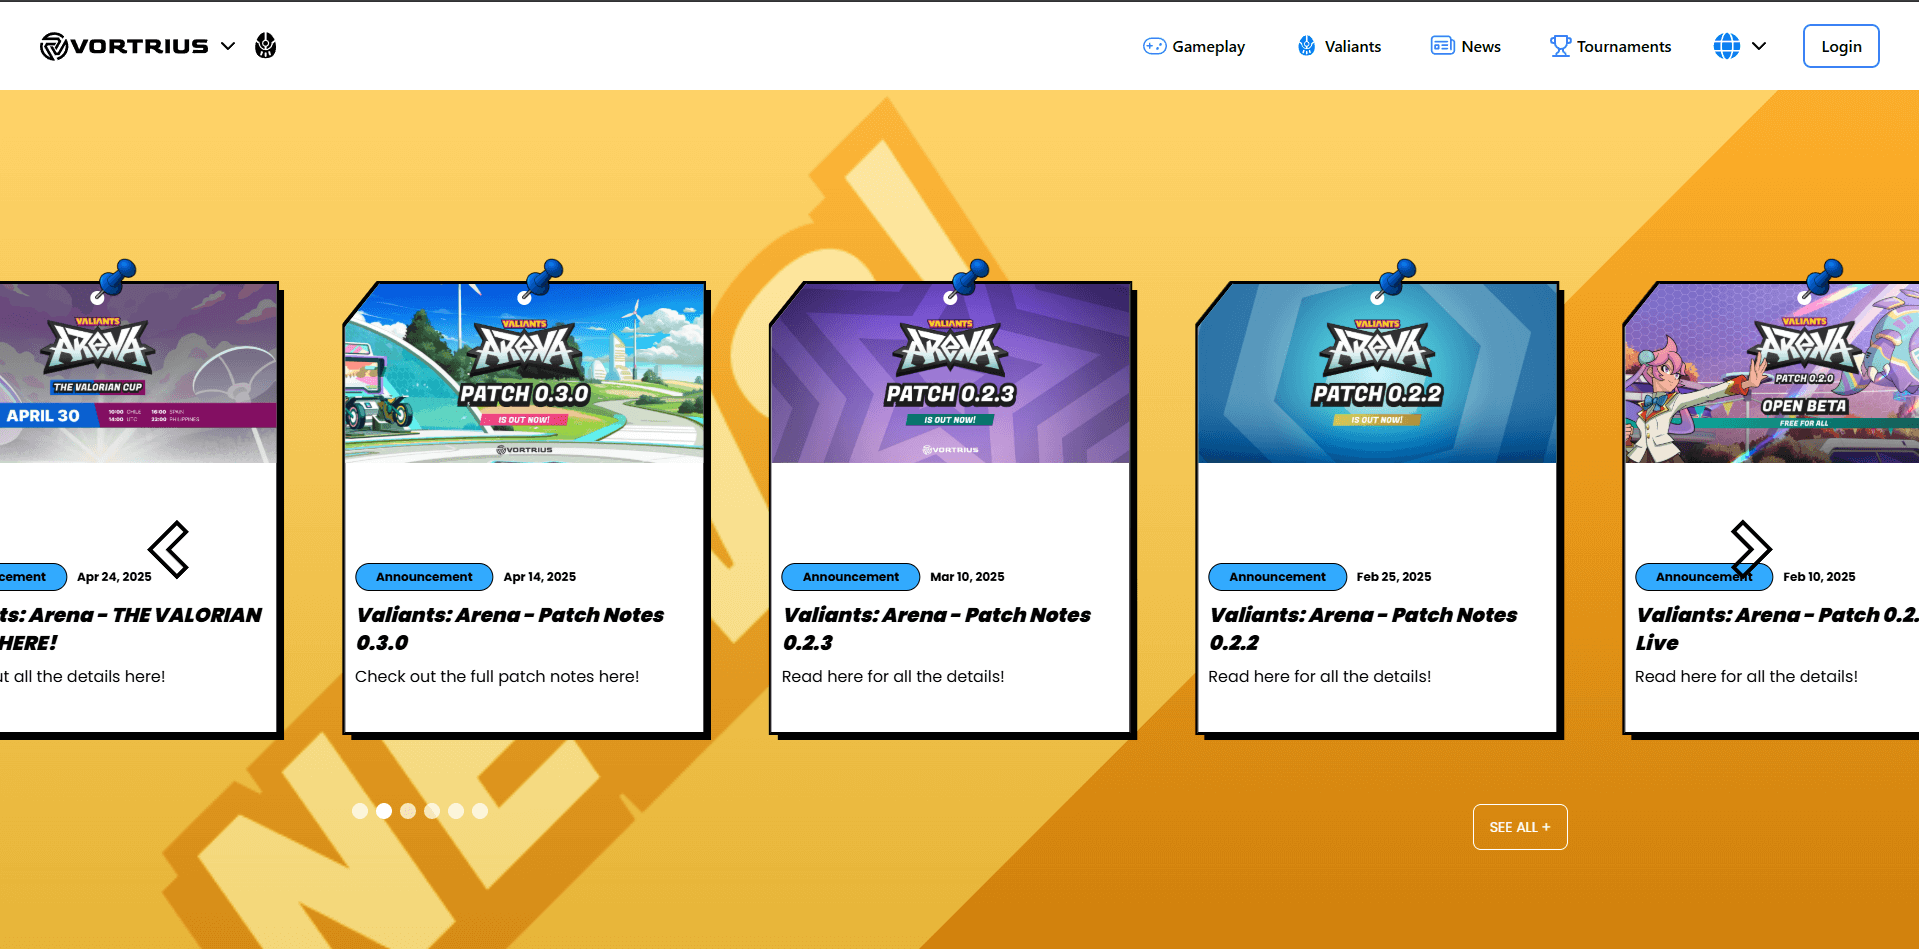 VORTRIUS
Gameplay
Valiants
News
Tournaments
Login
NEWS!
VALIANTS
ARENA
THE VALORIAN CUP
APRIL 30
10:00 CHILE 16:00 SPAIN
14:00 UTC 22:00 PHILIPPINES
cement
Apr 24, 2025
ts: Arena - THE VALORIAN
HERE!
ut all the details here!
VALIANTS
ARENA
PATCH 0.3.0
IS OUT NOW!
VORTRIUS
Announcement
Apr 14, 2025
Valiants: Arena - Patch Notes
0.3.0
Check out the full patch notes here!
VALIANTS
ARENA
PATCH 0.2.3
IS OUT NOW!
VORTRIUS
Announcement
Mar 10, 2025
Valiants: Arena - Patch Notes
0.2.3
Read here for all the details!
VALIANTS
ARENA
PATCH 0.2.2
IS OUT NOW!
Announcement
Feb 25, 2025
Valiants: Arena - Patch Notes
0.2.2
Read here for all the details!
VALIANTS
ARENA
PATCH 0.2.0
OPEN BETA
FREE FOR ALL
Announcement
Feb 10, 2025
Valiants: Arena - Patch 0.2.
Live
Read here for all the details!
SEE ALL +